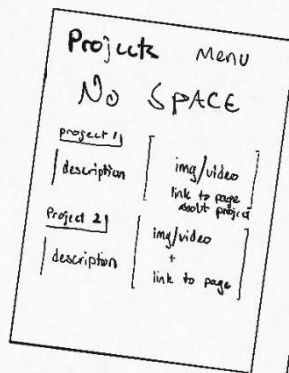 Projects Menu
No SPACE
project 1
description
img/video
link to page
about project
Project 2
description
img/video
+
link to page